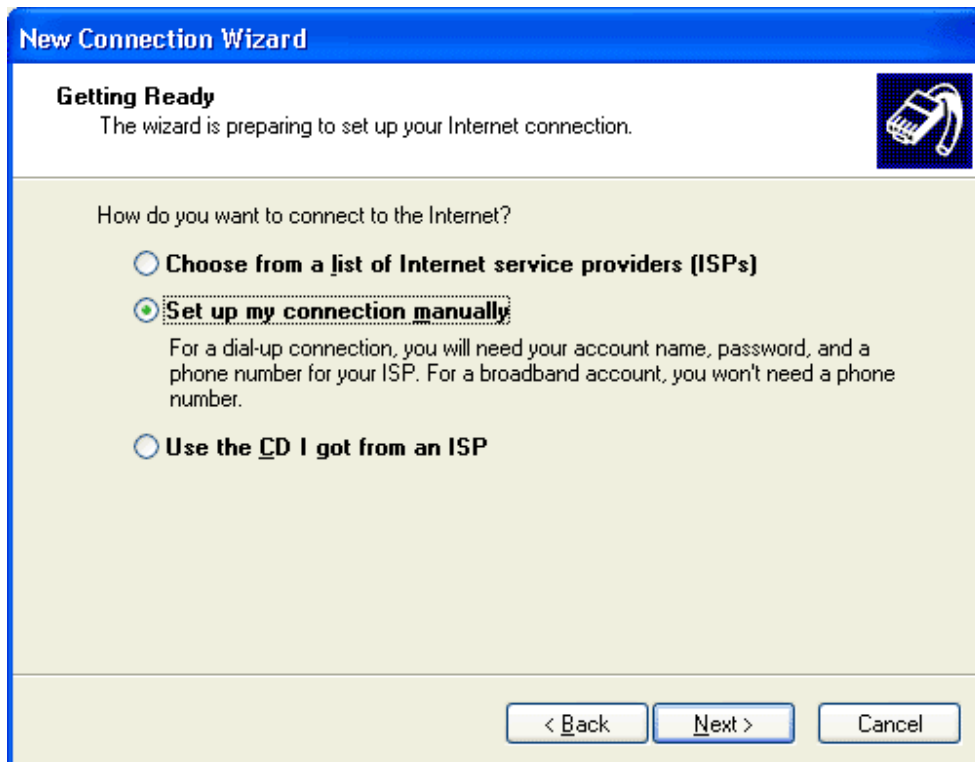 New Connection Wizard
Getting Ready
The wizard is preparing to set up your Internet connection.
How do you want to connect to the Internet?
Choose from a list of Internet service providers (ISPs)
Set up my connection manually
For a dial-up connection, you will need your account name, password, and a
phone number for your ISP. For a broadband account, you won't need a phone
number.
Use the CD I got from an ISP
< Back Next > Cancel